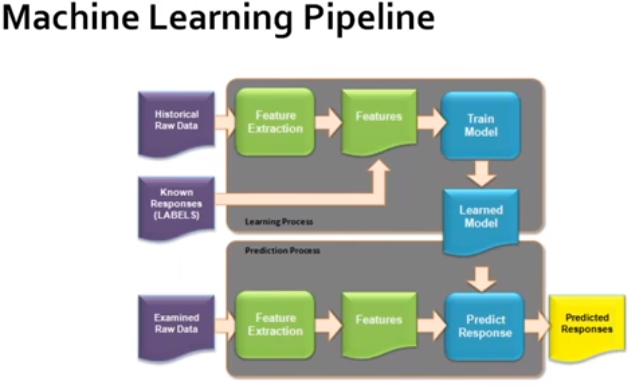 Machine Learning Pipeline
Historical
Raw Data
Feature
Extraction
Features
Train
Model
Known
Responses
(LABELS)
Learning Process
Learned
Model
Prediction Process
Examined
Raw Data
Feature
Extraction
Features
Predict
Response
Predicted
Responses